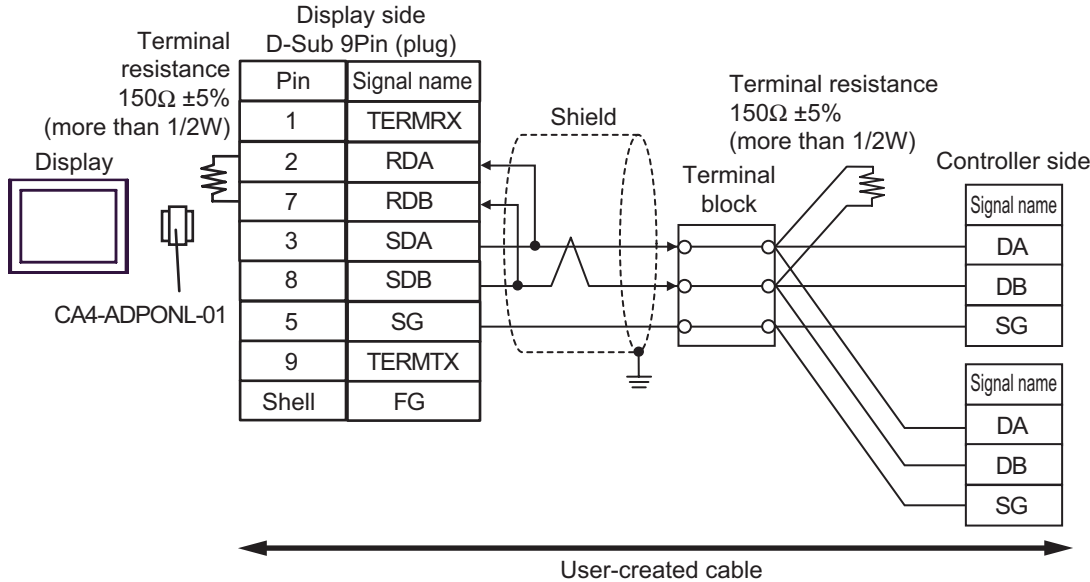 Display side
D-Sub 9Pin (plug)
Terminal
resistance
150Ω ±5%
(more than 1/2W)
Display
CA4-ADPONL-01
Pin Signal name
1 TERMRX
2 RDA
7 RDB
3 SDA
8 SDB
5 SG
9 TERMTX
Shell FG
Shield
Terminal
block
Terminal resistance
150Ω ±5%
(more than 1/2W)
Controller side
Signal name
DA
DB
SG
Signal name
DA
DB
SG
User-created cable